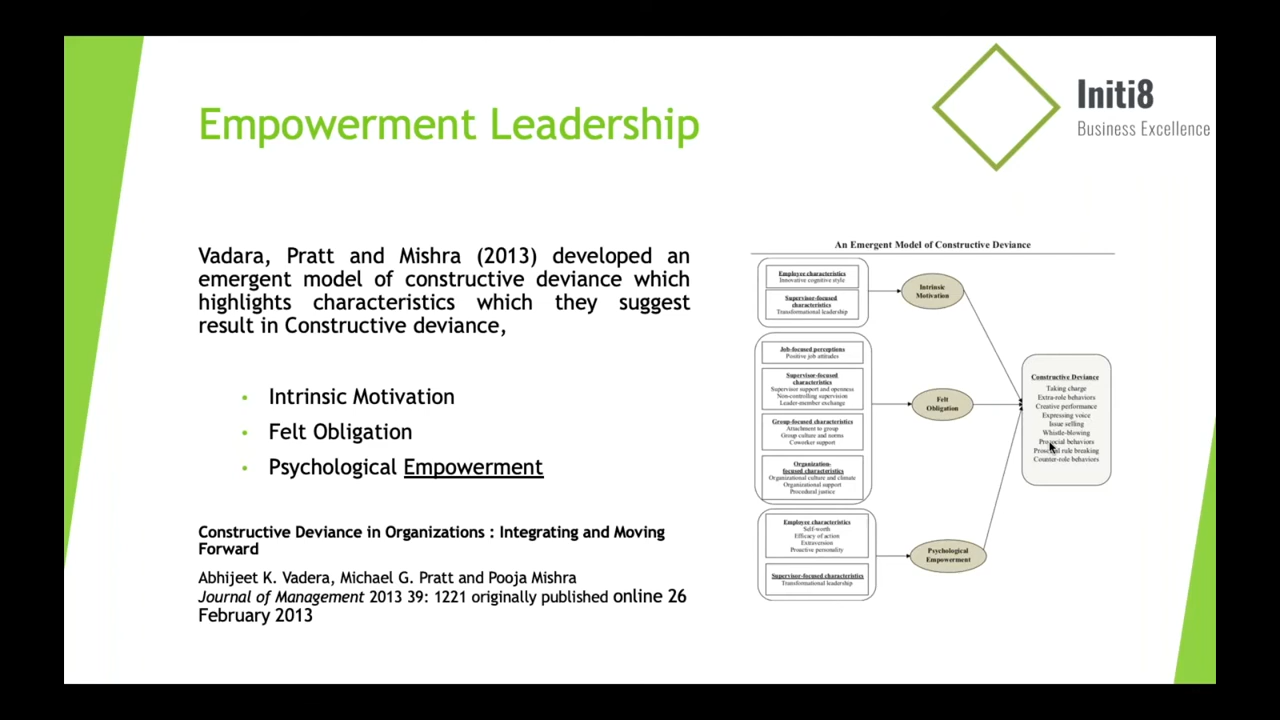 Empowerment Leadership
Initi8
Business Excellence
Vadara, Pratt and Mishra (2013) developed an
emergent model of constructive deviance which
highlights characteristics which they suggest
result in Constructive deviance,
• Intrinsic Motivation
• Felt Obligation
• Psychological Empowerment
Constructive Deviance in Organizations : Integrating and Moving
Forward
Abhijeet K. Vadera, Michael G. Pratt and Pooja Mishra
Journal of Management 2013 39: 1221 originally published online 26
February 2013
An Emergent Model of Constructive Deviance
Employee characteristics
Innovative cognitive style
Supervisor-focused
characteristics
Transformational leadership
Intrinsic
Motivation
Job-focused perceptions
Positive job attitudes
Supervisor-focused
characteristics
Supervisor support and openness
Non-controlling supervision
Leader-member exchange
Group-focused characteristics
Attachment to group
Group culture and norms
Coworker support
Organization-
focused characteristics
Organizational culture and climate
Organizational support
Procedural justice
Felt
Obligation
Employee characteristics
Self-worth
Efficacy of action
Extraversion
Proactive personality
Supervisor-focused characteristics
Transformational leadership
Psychological
Empowerment
Constructive Deviance
Taking charge
Extra-role behaviors
Creative performance
Expressing voice
Issue selling
Whistle-blowing
Prosocial behaviors
Prosocial rule breaking
Counter-role behaviors